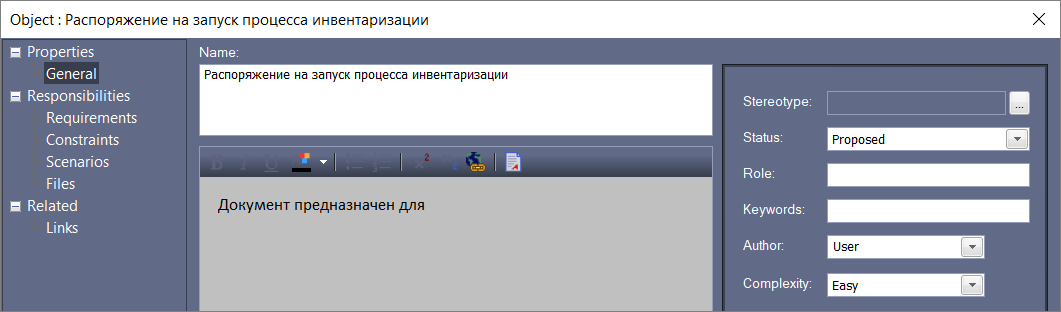 Object : Распоряжение на запуск процесса инвентаризации
Properties
General
Responsibilities
Requirements
Constraints
Scenarios
Files
Related
Links
Name:
Распоряжение на запуск процесса инвентаризации
Документ предназначен для
Stereotype:
...
Status:
Proposed
Role:
Keywords:
Author:
User
Complexity:
Easy